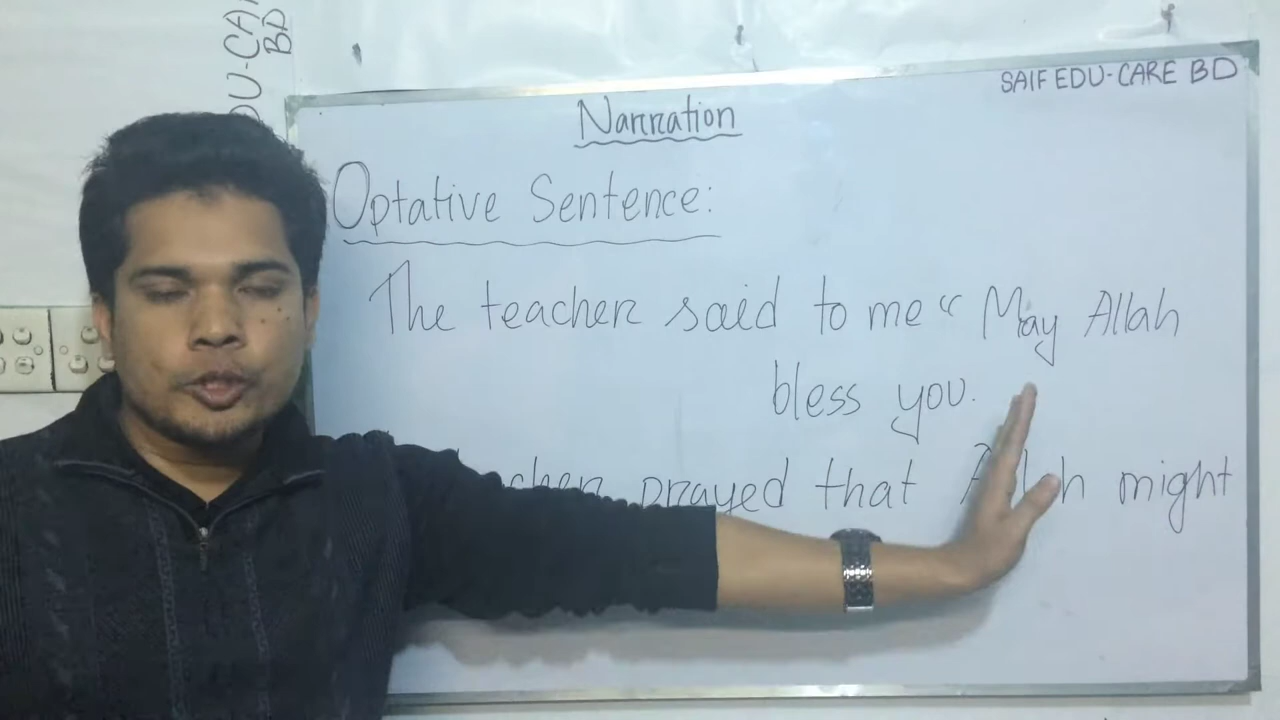 SAIF EDU-CARE BD
Narration
Optative Sentence:
The teacher said to me “ May Allah
bless you.
prayed that might